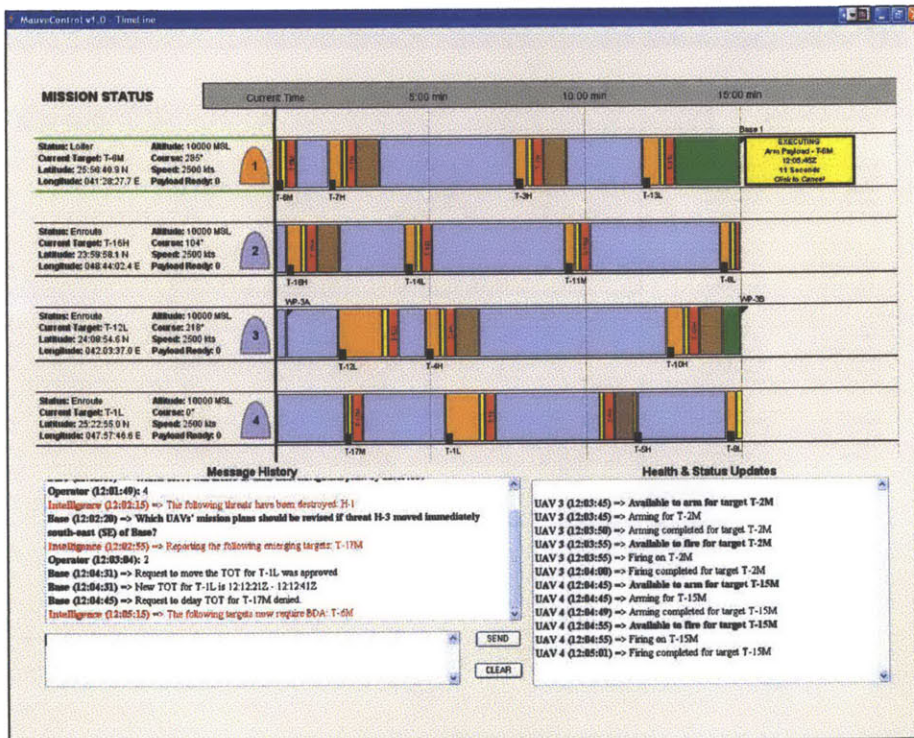 MauveControl v1.0 - TimeLine
MISSION STATUS
Current Time 5:00 min 10:00 min 15:00 min
Base 1
Status: Loiter
Current Target: T-6M
Latitude: 25:50:40.9 N
Longitude: 041:28:27.7 E
Altitude: 10000 MSL
Course: 285°
Speed: 2500 kts
Payload Ready: 0
1
EXECUTING
Arm Payload - T-6M
12:05:45Z
11 Seconds
Click to Cancel
T-6M T-7H T-3H T-13L
Status: Enroute
Current Target: T-16H
Latitude: 23:59:58.1 N
Longitude: 048:44:02.4 E
Altitude: 10000 MSL
Course: 104°
Speed: 2500 kts
Payload Ready: 0
2
T-16H T-14L T-11M T-9L
WP-3A WP-3B
Status: Enroute
Current Target: T-12L
Latitude: 24:08:54.6 N
Longitude: 042:03:37.0 E
Altitude: 10000 MSL
Course: 218°
Speed: 2500 kts
Payload Ready: 0
3
T-12L T-4H T-10H
Status: Enroute
Current Target: T-1L
Latitude: 25:22:55.0 N
Longitude: 047:57:46.6 E
Altitude: 10000 MSL
Course: 0°
Speed: 2500 kts
Payload Ready: 0
4
T-17M T-1L T-5H T-8L
Message History
Operator (12:01:49): 4
Intelligence (12:02:15) => The following threats have been destroyed: H-1
Base (12:02:20) => Which UAVs' mission plans should be revised if threat H-3 moved immediately
south-east (SE) of Base?
Intelligence (12:02:55) => Reporting the following emerging targets: T-17M
Operator (12:03:04): 2
Base (12:04:31) => Request to move the TOT for T-1L was approved
Base (12:04:31) => New TOT for T-1L is 12:12:21Z - 12:12:41Z
Base (12:04:45) => Request to delay TOT for T-17M denied.
Intelligence (12:05:15) => The following targets now require BDA: T-6M
SEND
CLEAR
Health & Status Updates
UAV 3 (12:03:45) => Available to arm for target T-2M
UAV 3 (12:03:45) => Arming for T-2M
UAV 3 (12:03:50) => Arming completed for target T-2M
UAV 3 (12:03:55) => Available to fire for target T-2M
UAV 3 (12:03:55) => Firing on T-2M
UAV 3 (12:04:00) => Firing completed for target T-2M
UAV 4 (12:04:45) => Available to arm for target T-15M
UAV 4 (12:04:45) => Arming for T-15M
UAV 4 (12:04:49) => Arming completed for target T-15M
UAV 4 (12:04:55) => Available to fire for target T-15M
UAV 4 (12:04:55) => Firing on T-15M
UAV 4 (12:05:01) => Firing completed for target T-15M